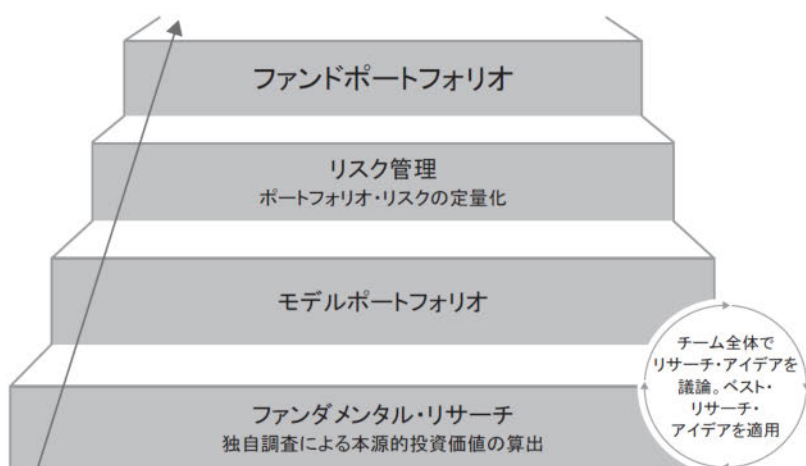 ファンドポートフォリオ
リスク管理
ポートフォリオ・リスクの定量化
モデルポートフォリオ
チーム全体で
リサーチ・アイデアを
議論。ベスト・
リサーチ・
アイデアを適用
ファンダメンタル・リサーチ
独自調査による本源的投資価値の算出